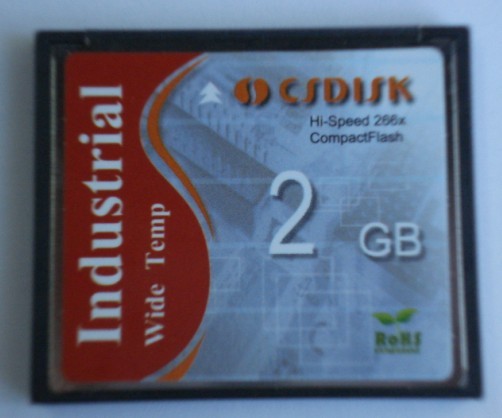 Industrial
Wide Temp
CSDISK
Hi-Speed 266x
CompactFlash
2 GB
RoHS